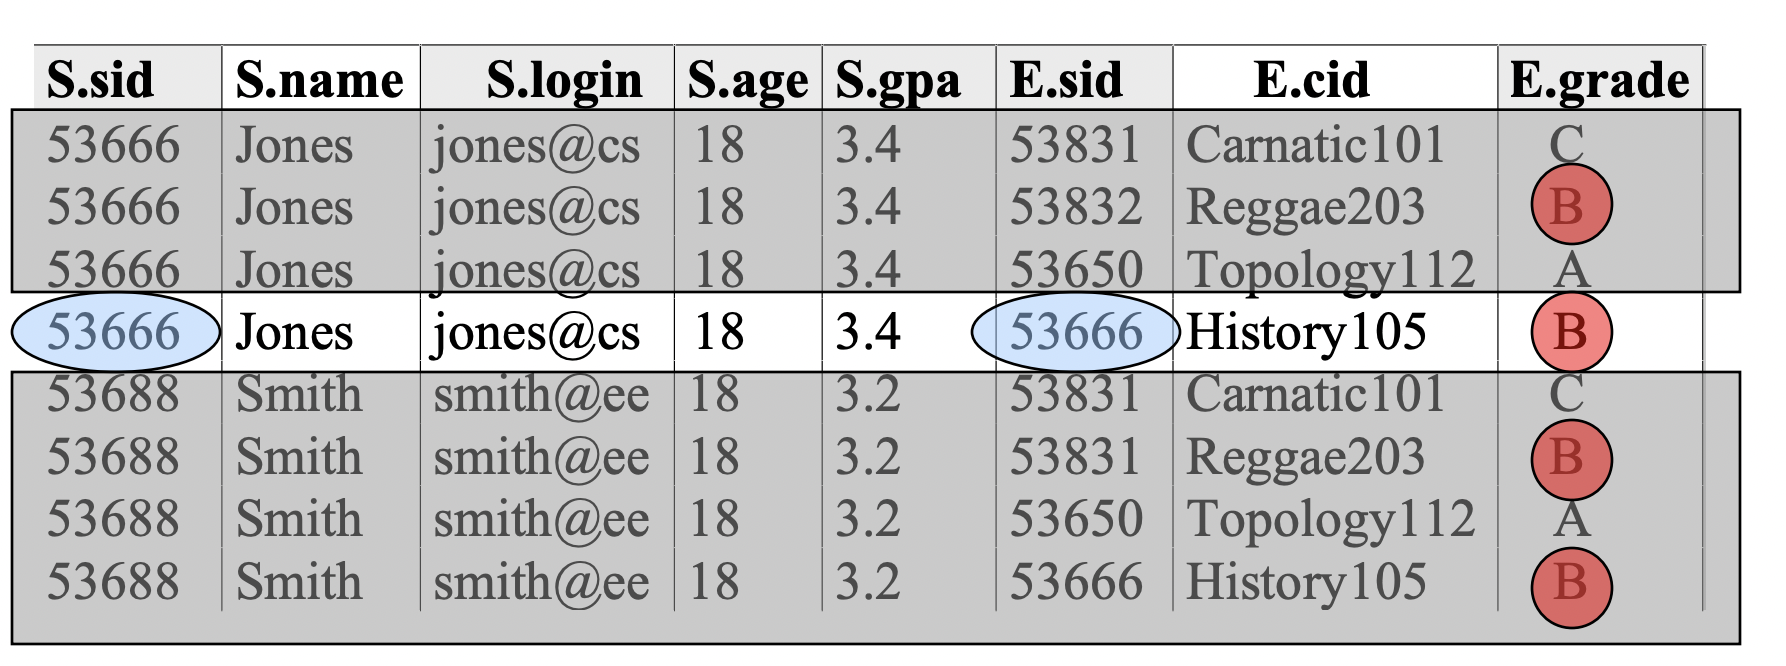 S.sid S.name S.login S.age S.gpa E.sid E.cid E.grade
53666 Jones jones@cs 18 3.4 53831 Carnatic101 C
53666 Jones jones@cs 18 3.4 53832 Reggae203 B
53666 Jones jones@cs 18 3.4 53650 Topology112 A
53666 Jones jones@cs 18 3.4 53666 History105 B
53688 Smith smith@ee 18 3.2 53831 Carnatic101 C
53688 Smith smith@ee 18 3.2 53831 Reggae203 B
53688 Smith smith@ee 18 3.2 53650 Topology112 A
53688 Smith smith@ee 18 3.2 53666 History105 B